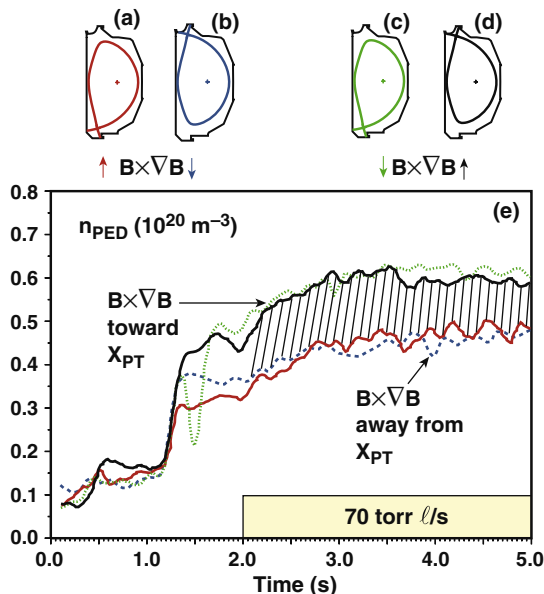 (a)
(b)
(c)
(d)
↑ B×∇B ↓
↓ B×∇B ↑
(e)
n_PED (10^20 m^−3)
B×∇B
toward
X_PT
B×∇B
away from
X_PT
70 torr ℓ/s
0.8
0.7
0.6
0.5
0.4
0.3
0.2
0.1
0.0
0.0 1.0 2.0 3.0 4.0 5.0
Time (s)